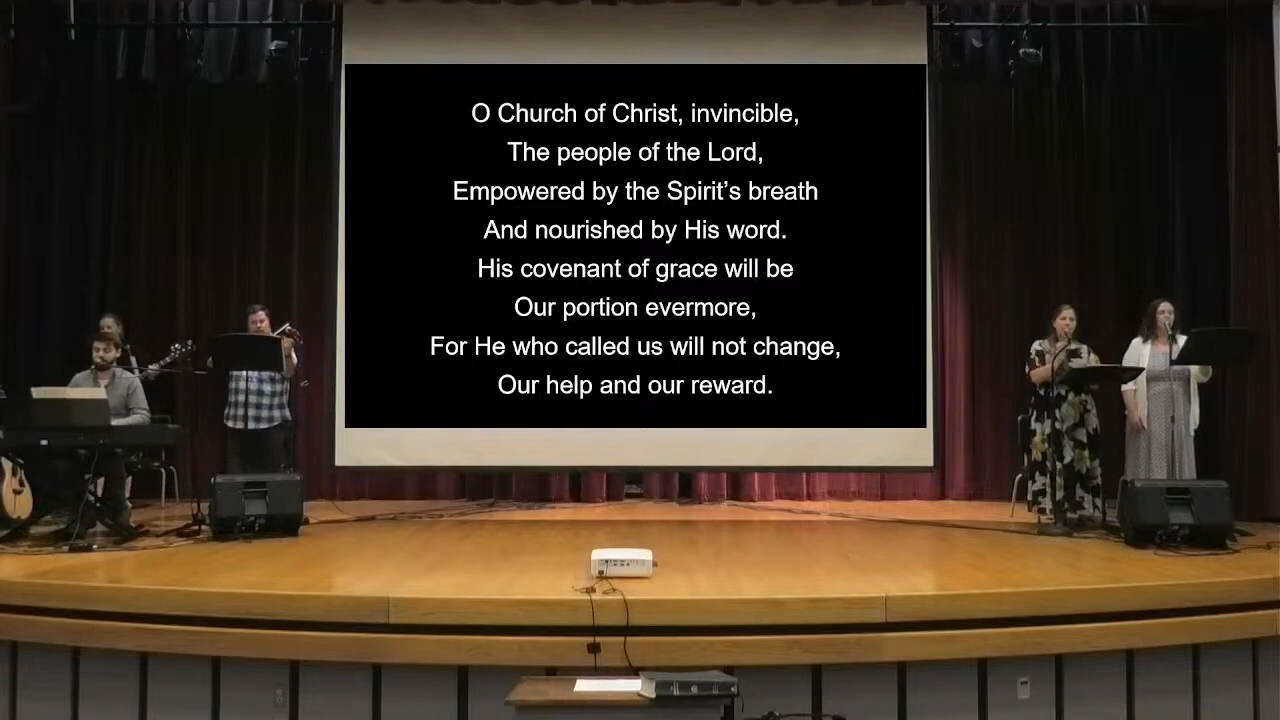 O Church of Christ, invincible,
The people of the Lord,
Empowered by the Spirit’s breath
And nourished by His word.
His covenant of grace will be
Our portion evermore,
For He who called us will not change,
Our help and our reward.